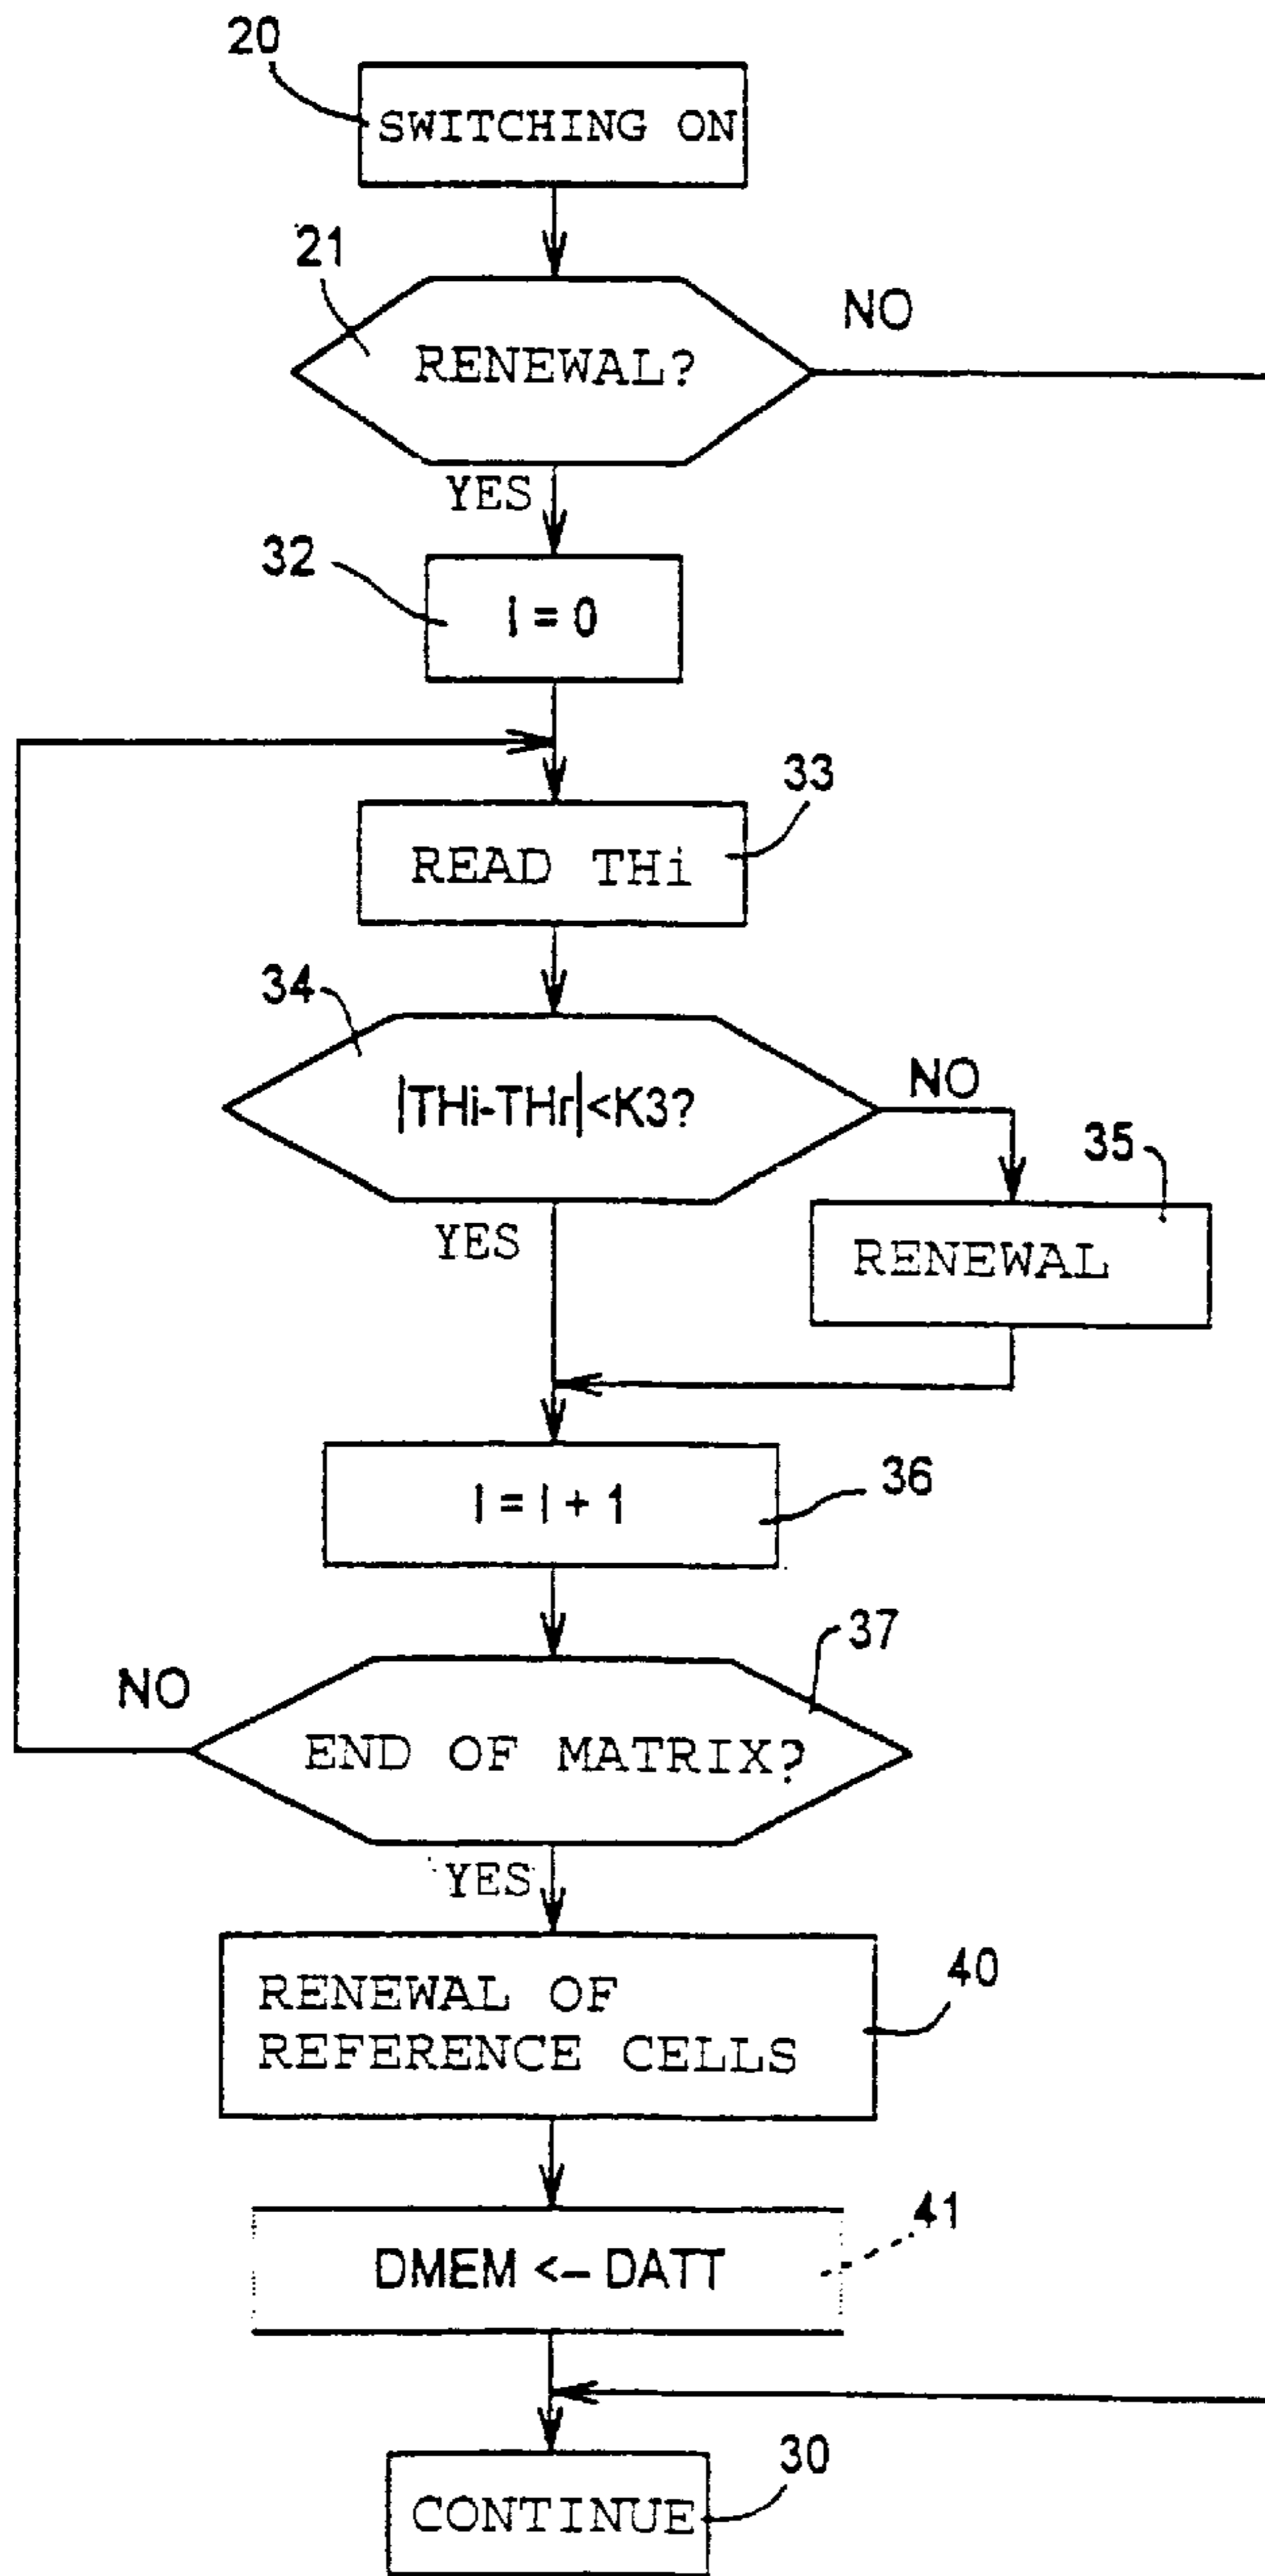 20
SWITCHING ON
21
NO
RENEWAL?
YES
32
I = 0
33
READ THi
34
NO
|THi-THr|<K3?
35
YES
RENEWAL
36
I = I + 1
37
NO
END OF MATRIX?
YES
40
RENEWAL OF
REFERENCE CELLS
41
DMEM <– DATT
30
CONTINUE